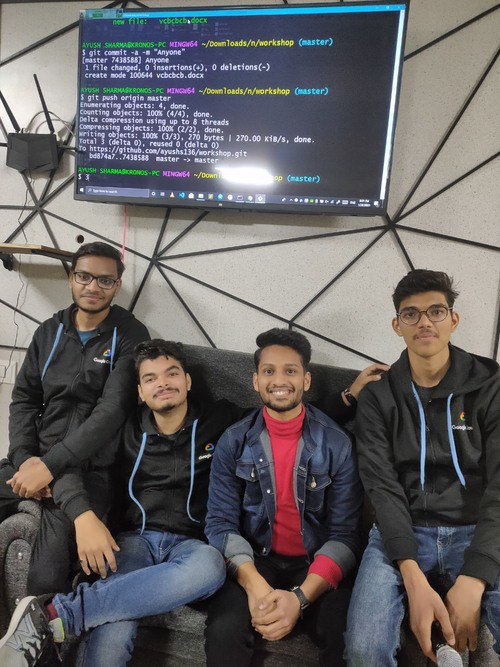 new file:   vcbcbcb.docx
AYUSH SHARMA@KRONOS-PC MINGW64 ~/Downloads/n/workshop (master)
$ git commit -a -m "Anyone"
[master 7438588] Anyone
1 file changed, 0 insertions(+), 0 deletions(-)
create mode 100644 vcbcbcb.docx
AYUSH SHARMA@KRONOS-PC MINGW64 ~/Downloads/n/workshop (master)
$ git push origin master
Enumerating objects: 4, done.
Counting objects: 100% (4/4), done.
Delta compression using up to 8 threads
Compressing objects: 100% (2/2), done.
Writing objects: 100% (3/3), 270 bytes | 270.00 KiB/s, done.
Total 3 (delta 0), reused 0 (delta 0)
To https://github.com/ayushs136/workshop.git
bd874a7..7438588  master -> master
AYUSH SHARMA@KRONOS-PC MINGW64 ~/Downloads/n/workshop (master)
$
Google
Google
Google